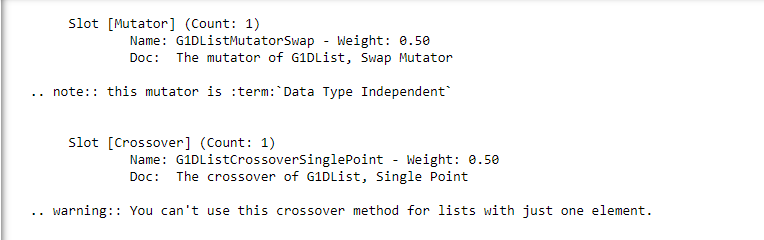 Slot [Mutator] (Count: 1)
Name: G1DListMutatorSwap - Weight: 0.50
Doc: The mutator of G1DList, Swap Mutator
.. note:: this mutator is :term:`Data Type Independent`
Slot [Crossover] (Count: 1)
Name: G1DListCrossoverSinglePoint - Weight: 0.50
Doc: The crossover of G1DList, Single Point
.. warning:: You can't use this crossover method for lists with just one element.